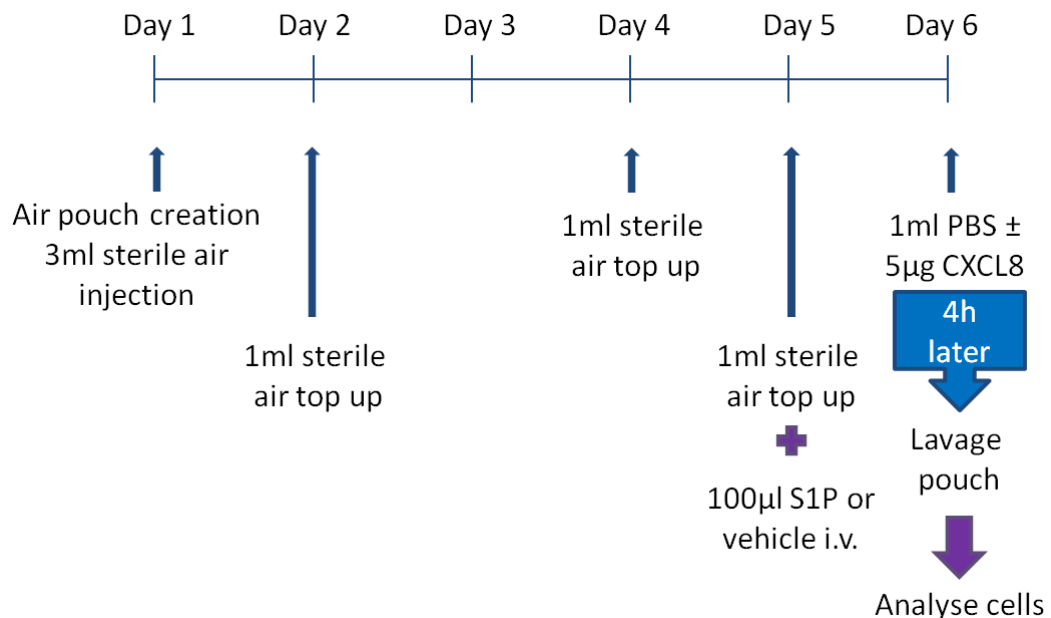 Day 1
Day 2
Day 3
Day 4
Day 5
Day 6
Air pouch creation
3ml sterile air
injection
1ml sterile
air top up
1ml sterile
air top up
1ml sterile
air top up
100µl S1P or
vehicle i.v.
1ml PBS ±
5µg CXCL8
4h
later
Lavage
pouch
Analyse cells